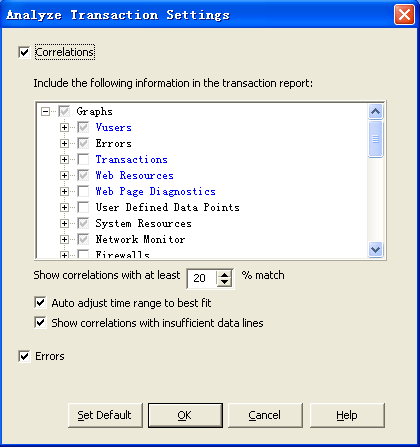 Analyze Transaction Settings
Correlations
Include the following information in the transaction report:
Graphs
Vusers
Errors
Transactions
Web Resources
Web Page Diagnostics
User Defined Data Points
System Resources
Network Monitor
Firewalls
Show correlations with at least 20 % match
Auto adjust time range to best fit
Show correlations with insufficient data lines
Errors
Set Default OK Cancel Help